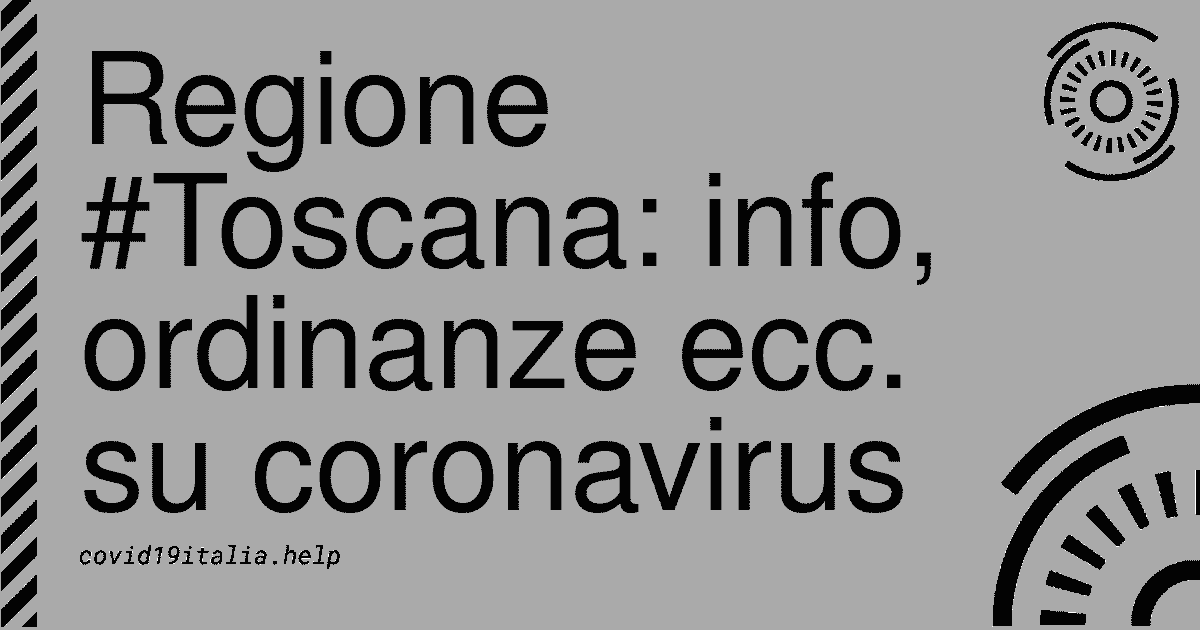 Regione
#Toscana: info,
ordinanze ecc.
su coronavirus
covid19italia.help